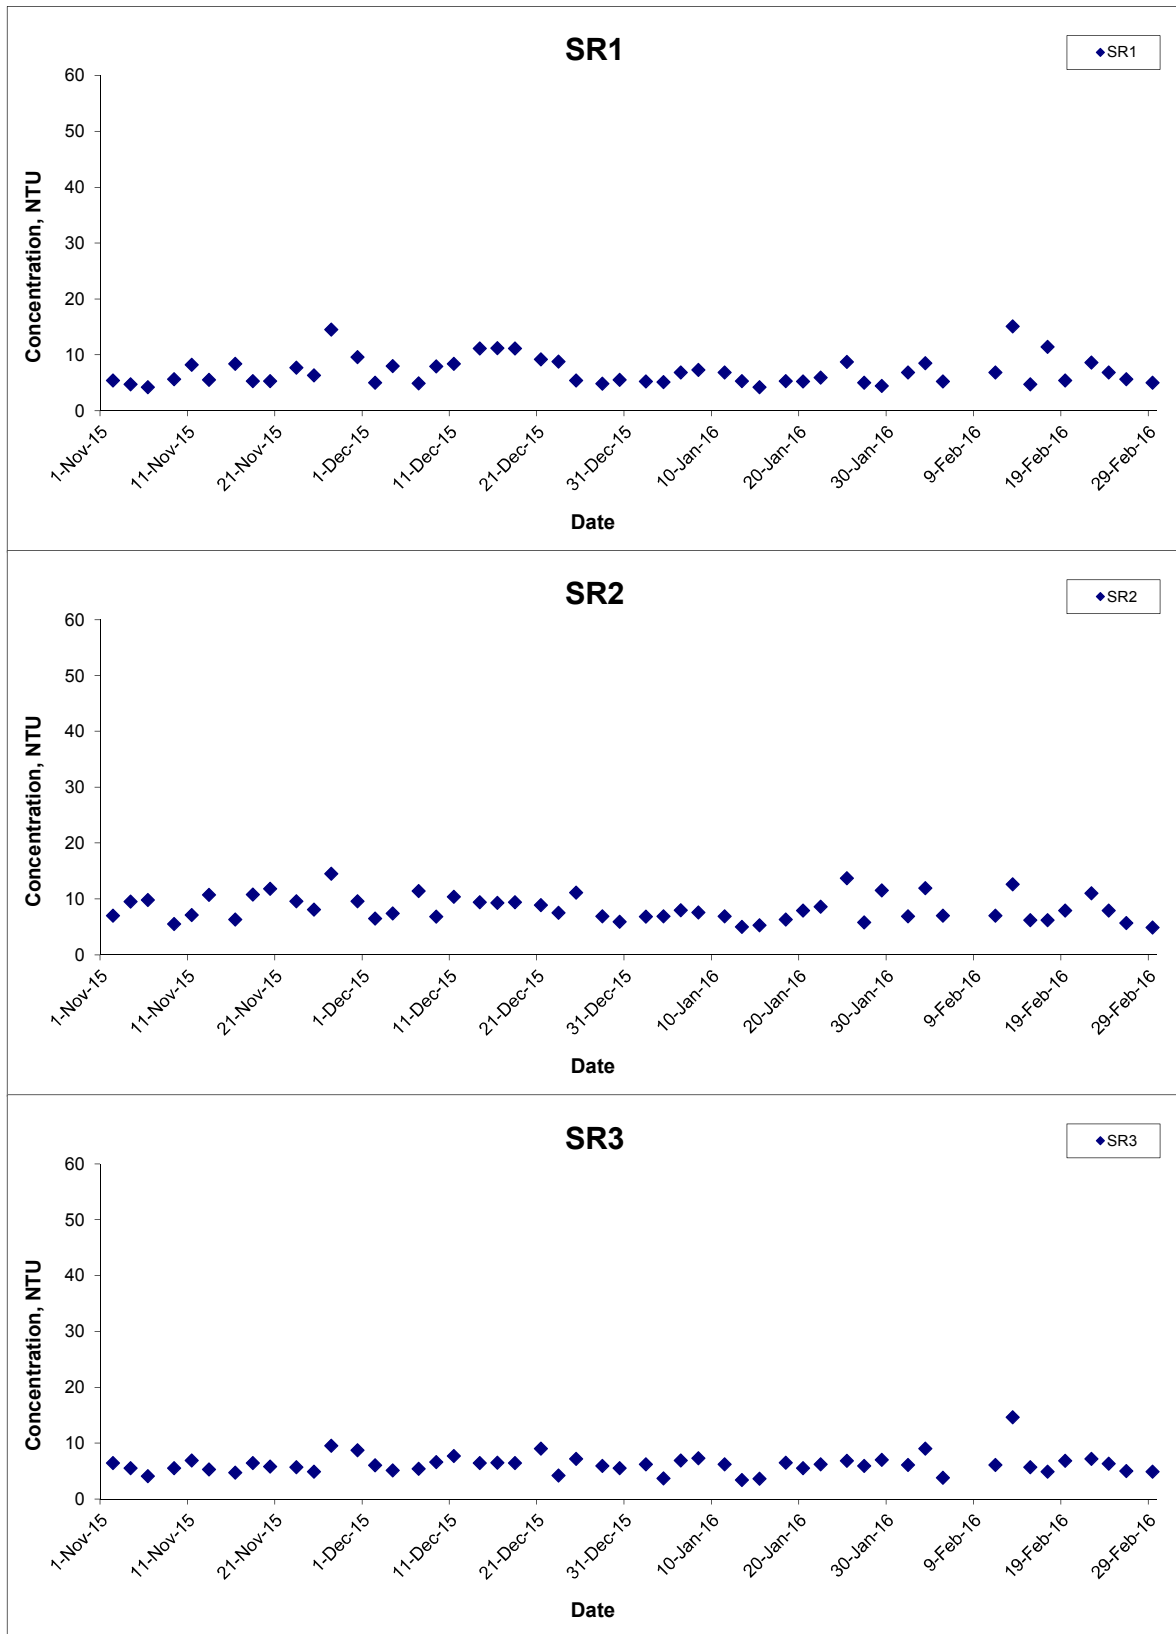 SR1
SR1
60
50
40
30
20
10
0
Concentration, NTU
1-Nov-15
11-Nov-15
21-Nov-15
1-Dec-15
11-Dec-15
21-Dec-15
31-Dec-15
10-Jan-16
20-Jan-16
30-Jan-16
9-Feb-16
19-Feb-16
29-Feb-16
Date
SR2
SR2
60
50
40
30
20
10
0
Concentration, NTU
1-Nov-15
11-Nov-15
21-Nov-15
1-Dec-15
11-Dec-15
21-Dec-15
31-Dec-15
10-Jan-16
20-Jan-16
30-Jan-16
9-Feb-16
19-Feb-16
29-Feb-16
Date
SR3
SR3
60
50
40
30
20
10
0
Concentration, NTU
1-Nov-15
11-Nov-15
21-Nov-15
1-Dec-15
11-Dec-15
21-Dec-15
31-Dec-15
10-Jan-16
20-Jan-16
30-Jan-16
9-Feb-16
19-Feb-16
29-Feb-16
Date